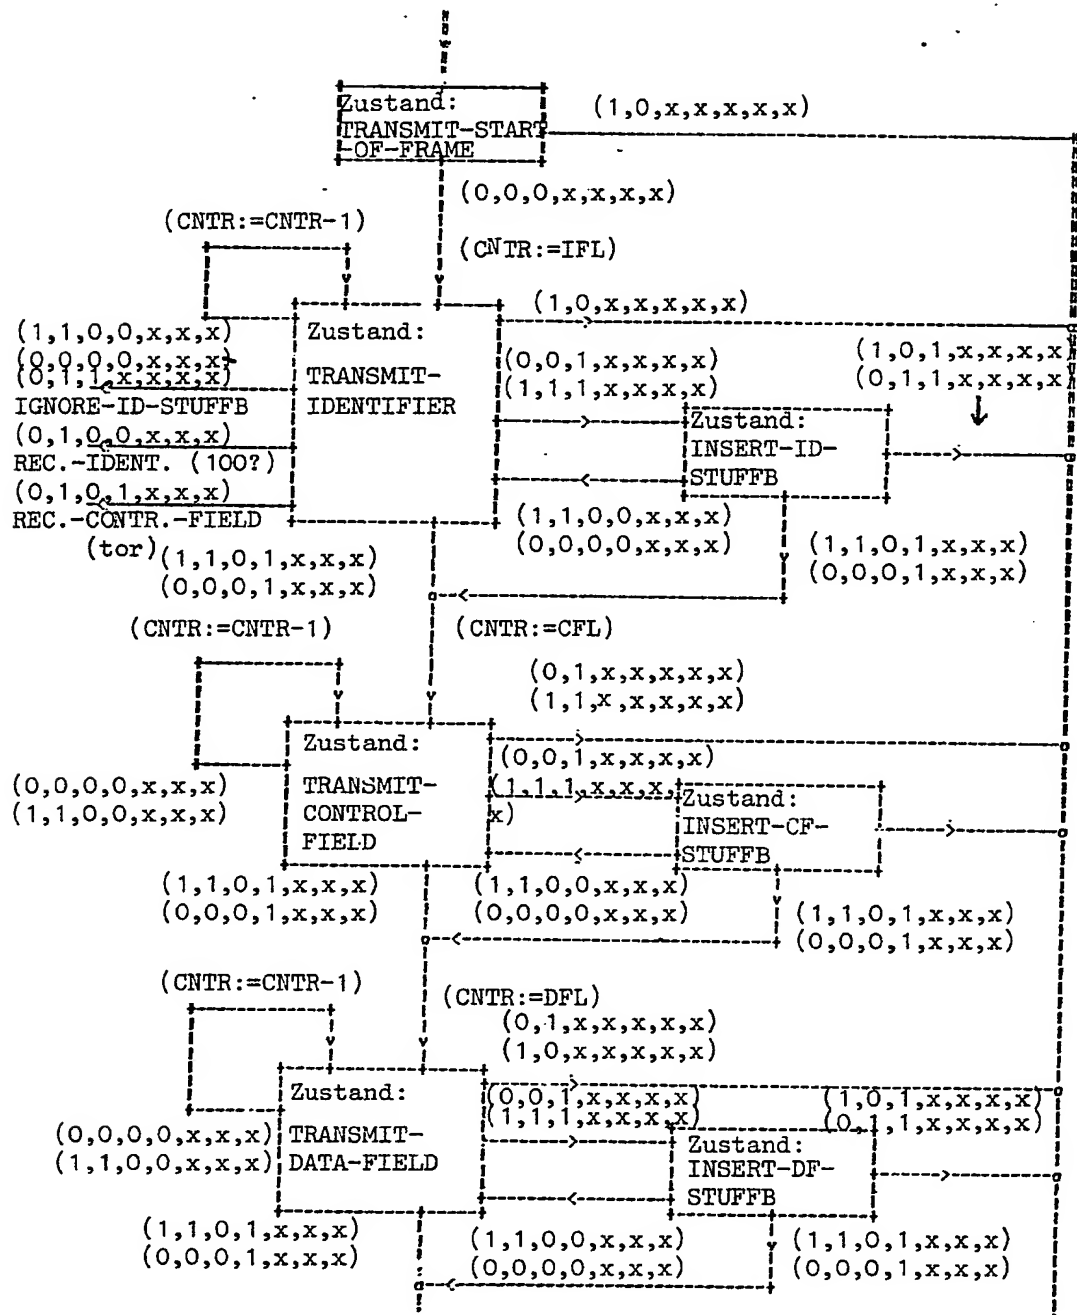 Zustand:
TRANSMIT-START
-OF-FRAME
(1,0,x,x,x,x,x)
(0,0,0,x,x,x,x)
(CNTR:=CNTR-1)
(CNTR:=IFL)
(1,0,x,x,x,x,x)
Zustand:
TRANSMIT-
IDENTIFIER
(1,1,0,0,x,x,x)
(0,0,0,0,x,x,x)
(0,1,1,x,x,x,x)
IGNORE-ID-STUFFB
(0,1,0,0,x,x,x)
REC.-IDENT. (100?)
(0,1,0,1,x,x,x)
REC.-CONTR.-FIELD
(tor)
(0,0,1,x,x,x,x)
(1,1,1,x,x,x,x)
(1,0,1,x,x,x,x)
(0,1,1,x,x,x,x)
Zustand:
INSERT-ID-
STUFFB
(1,1,0,0,x,x,x)
(0,0,0,0,x,x,x)
(1,1,0,1,x,x,x)
(0,0,0,1,x,x,x)
(1,1,0,1,x,x,x)
(0,0,0,1,x,x,x)
(CNTR:=CNTR-1)
(CNTR:=CFL)
(0,1,x,x,x,x,x)
(1,1,x,x,x,x,x)
Zustand:
TRANSMIT-
CONTROL-
FIELD
(0,0,0,0,x,x,x)
(1,1,0,0,x,x,x)
(0,0,1,x,x,x,x)
(1,1,1,x,x,x,
x)
Zustand:
INSERT-CF-
STUFFB
(1,1,0,1,x,x,x)
(0,0,0,1,x,x,x)
(1,1,0,0,x,x,x)
(0,0,0,0,x,x,x)
(1,1,0,1,x,x,x)
(0,0,0,1,x,x,x)
(CNTR:=CNTR-1)
(CNTR:=DFL)
(0,1,x,x,x,x,x)
(1,0,x,x,x,x,x)
Zustand:
TRANSMIT-
DATA-FIELD
(0,0,0,0,x,x,x)
(1,1,0,0,x,x,x)
(0,0,1,x,x,x,x)
(1,1,1,x,x,x,x)
(1,0,1,x,x,x,x)
(0,1,1,x,x,x,x)
Zustand:
INSERT-DF-
STUFFB
(1,1,0,1,x,x,x)
(0,0,0,1,x,x,x)
(1,1,0,0,x,x,x)
(0,0,0,0,x,x,x)
(1,1,0,1,x,x,x)
(0,0,0,1,x,x,x)